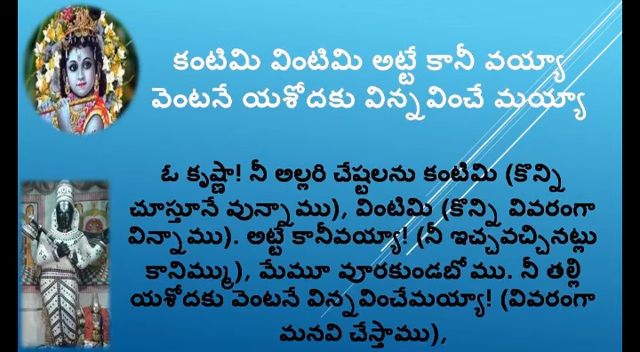 కంటిమి వింటిమి అట్టే కానీ వయ్యా
వెంటనే యశోదకు విన్నవించే మయ్యా
ఓ కృష్ణా! నీ అల్లరి చేష్టలను కంటిమి (కొన్ని
చూస్తూనే వున్నాము), వింటిమి (కొన్ని వివరంగా
విన్నాము). అట్టే కానీవయ్యా! (నీ ఇచ్చవచ్చినట్లు
కానిమ్ము), మేమూ వూరకుండబోము. నీ తల్లి
యశోదకు వెంటనే విన్నవించేమయ్యా! (వివరంగా
మనవి చేస్తాము),